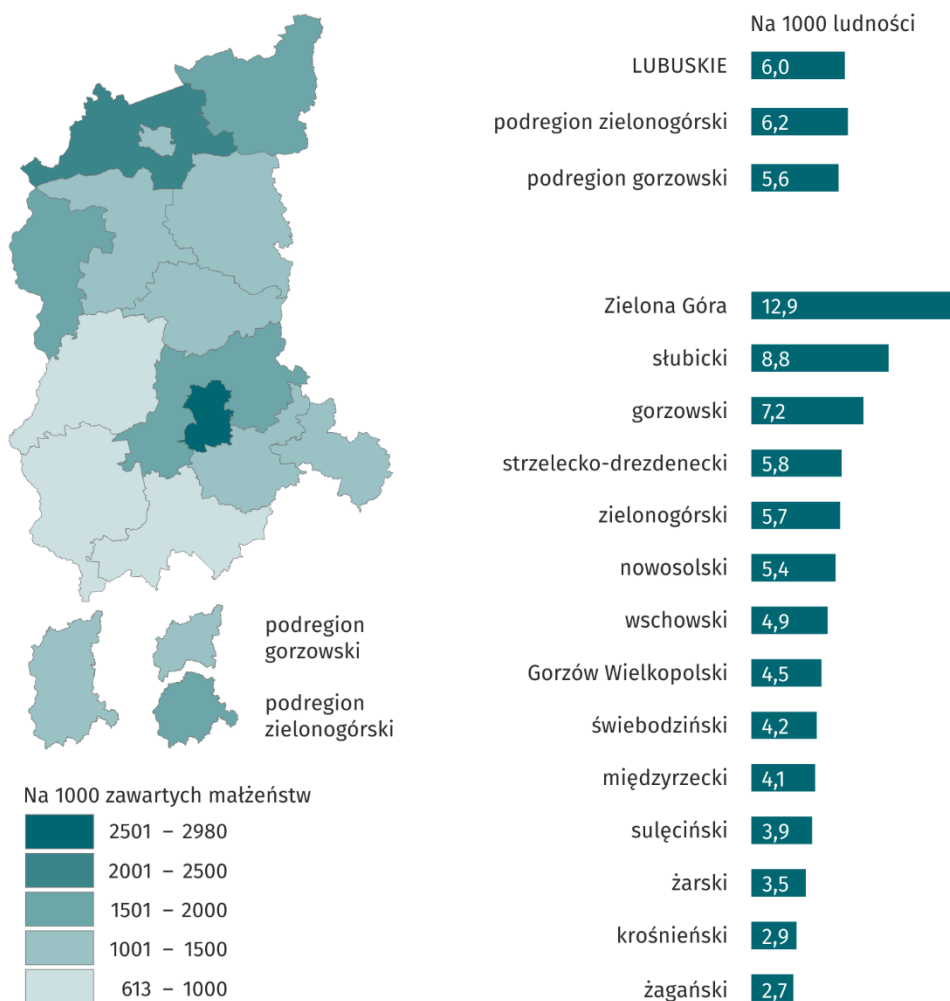 Na 1000 ludności
LUBUSKIE 6,0
podregion zielonogórski 6,2
podregion gorzowski 5,6
Zielona Góra 12,9
słubicki 8,8
gorzowski 7,2
strzelecko-drezdenecki 5,8
zielonogórski 5,7
nowosolski 5,4
wschowski 4,9
Gorzów Wielkopolski 4,5
świebodziński 4,2
międzyrzecki 4,1
sulęciński 3,9
żarski 3,5
krośnieński 2,9
żagański 2,7
podregion
gorzowski
podregion
zielonogórski
Na 1000 zawartych małżeństw
2501 – 2980
2001 – 2500
1501 – 2000
1001 – 1500
613 – 1000